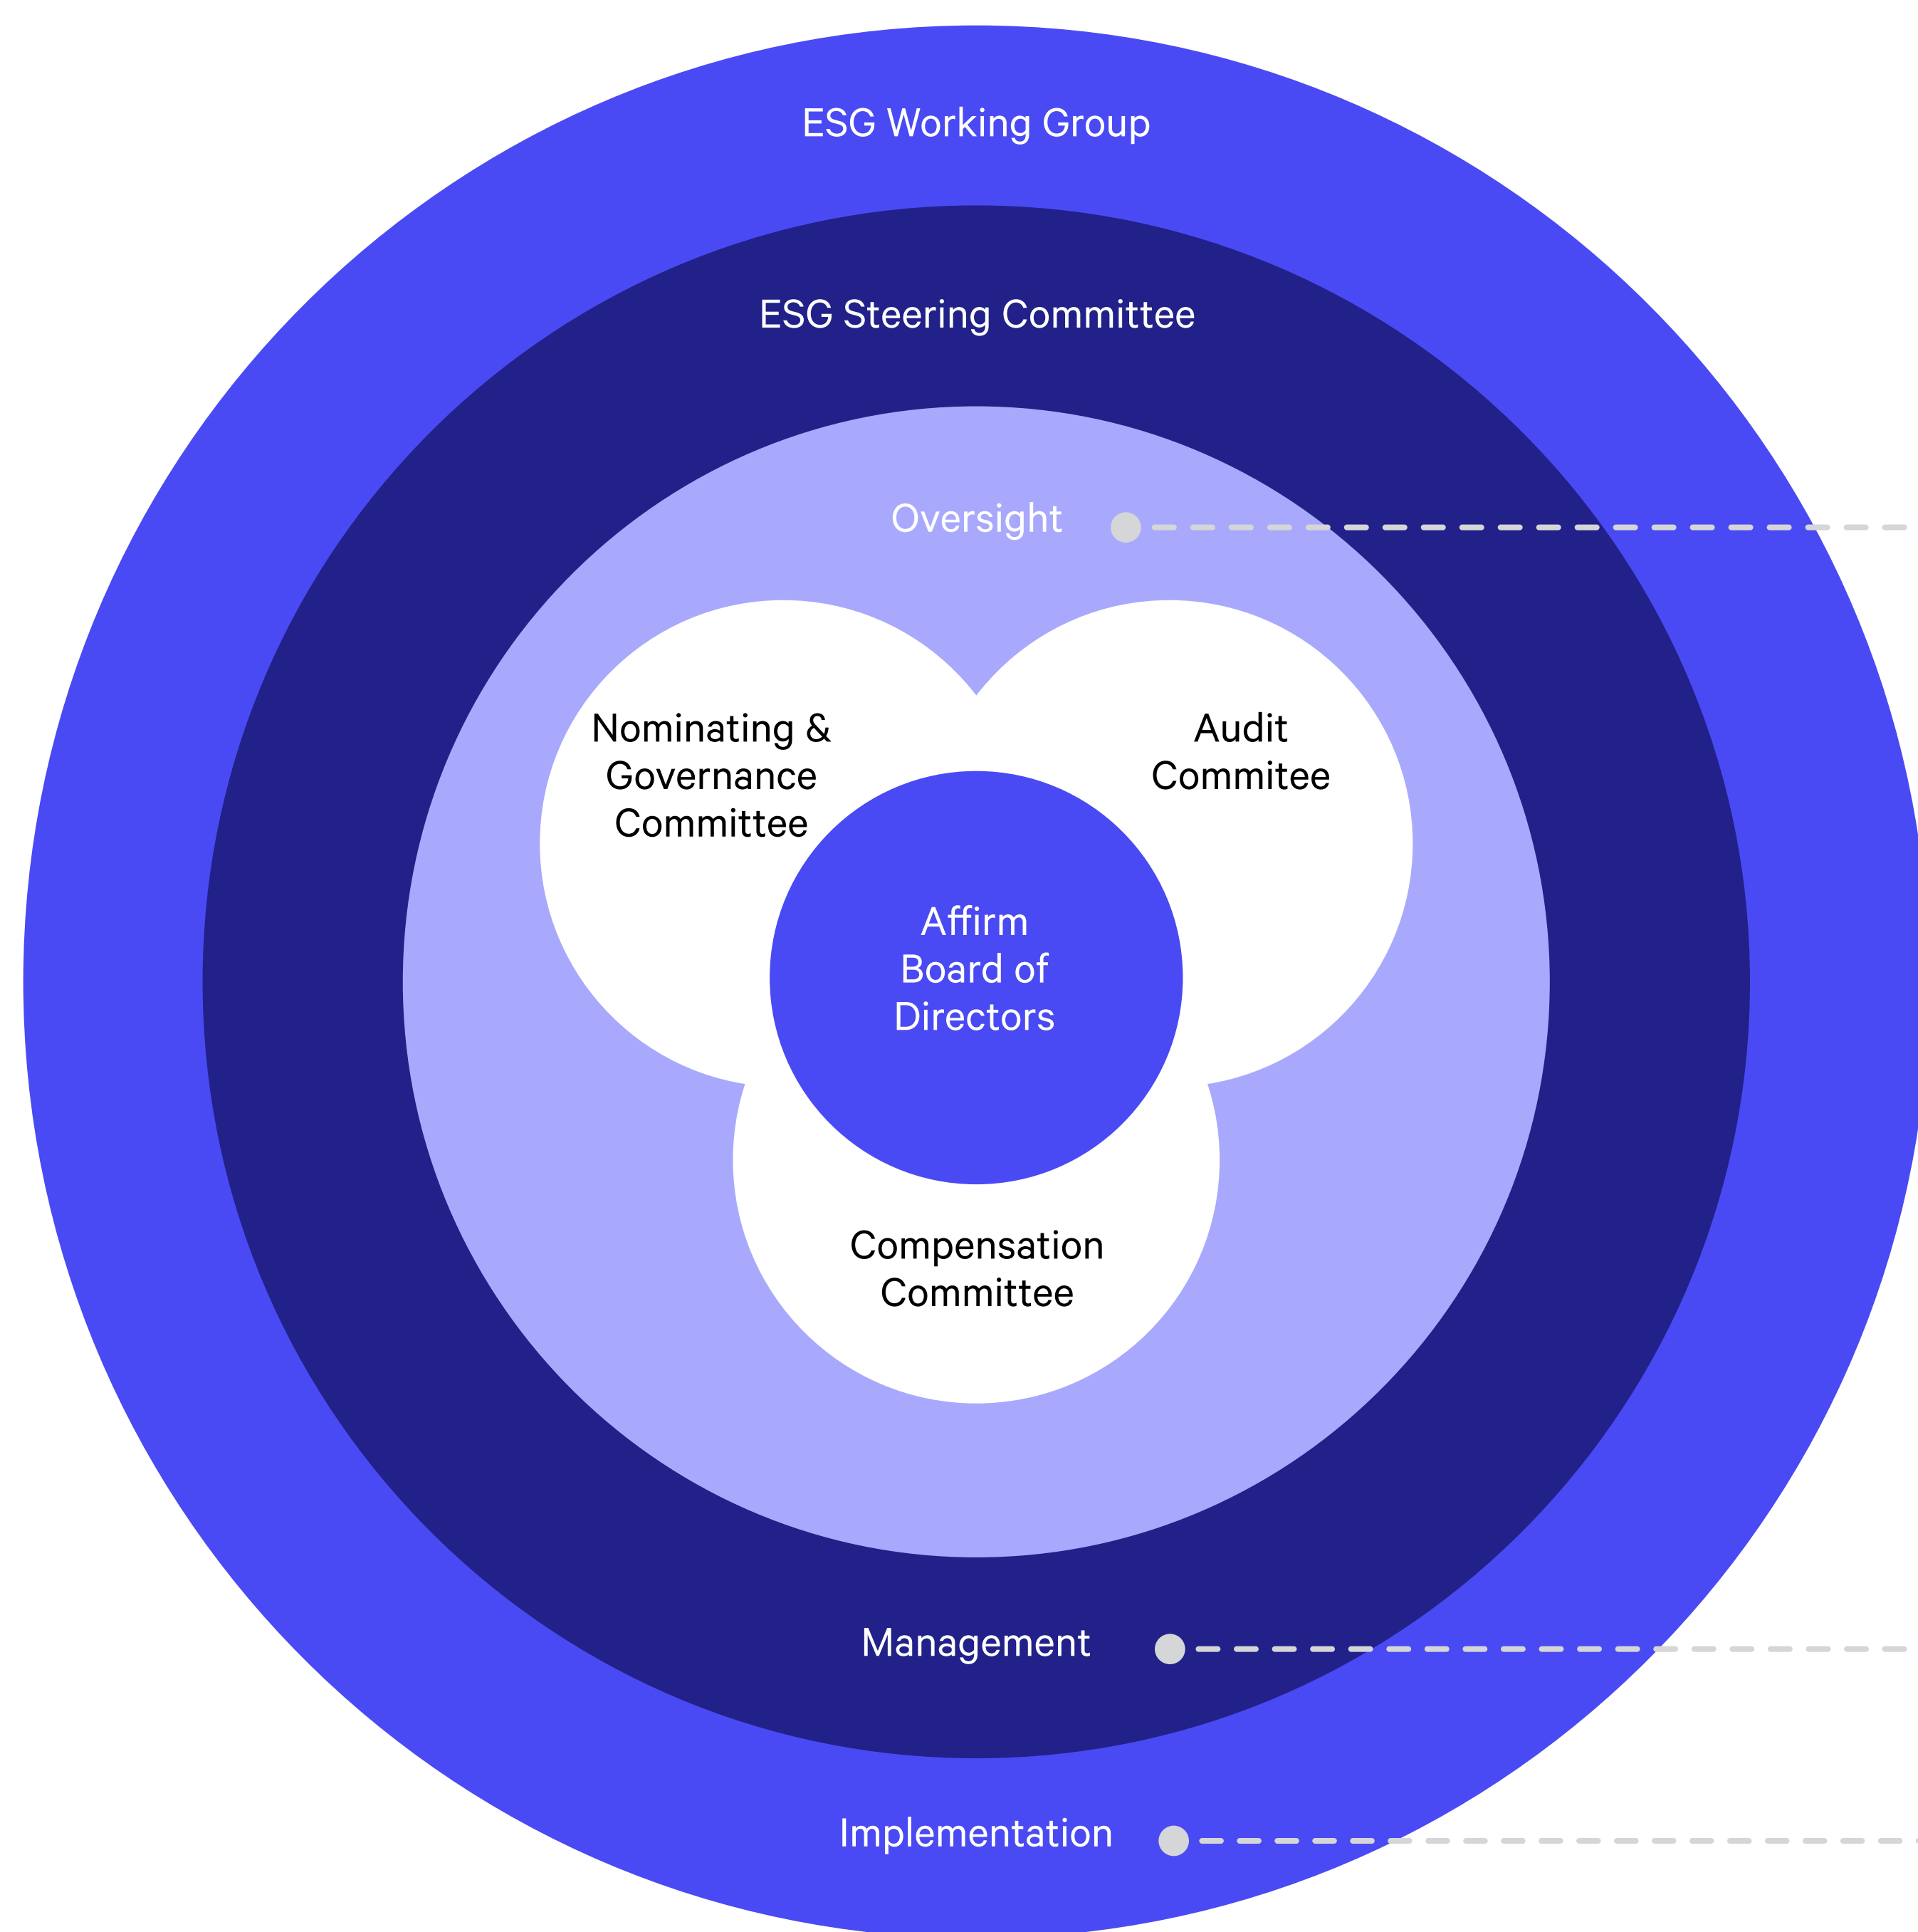 ESG Working Group
ESG Steering Committee
Oversight
Nominating &
Governance
Committee
Audit
Commitee
Affirm
Board of
Directors
Compensation
Committee
Management
Implementation